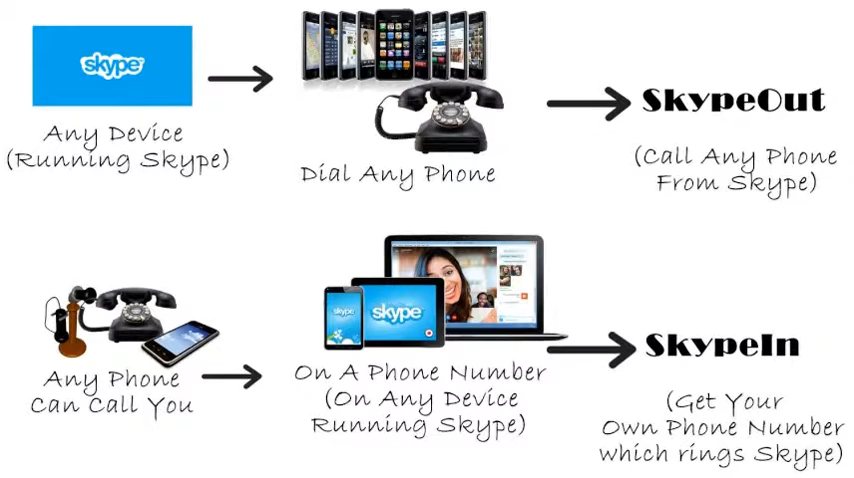 skype
Any Device
(Running Skype)
Dial Any Phone
SkypeOut
(Call Any Phone
From Skype)
Any Phone
Can Call You
skype
On A Phone Number
(On Any Device
Running Skype)
SkypeIn
(Get Your
Own Phone Number
which rings Skype)